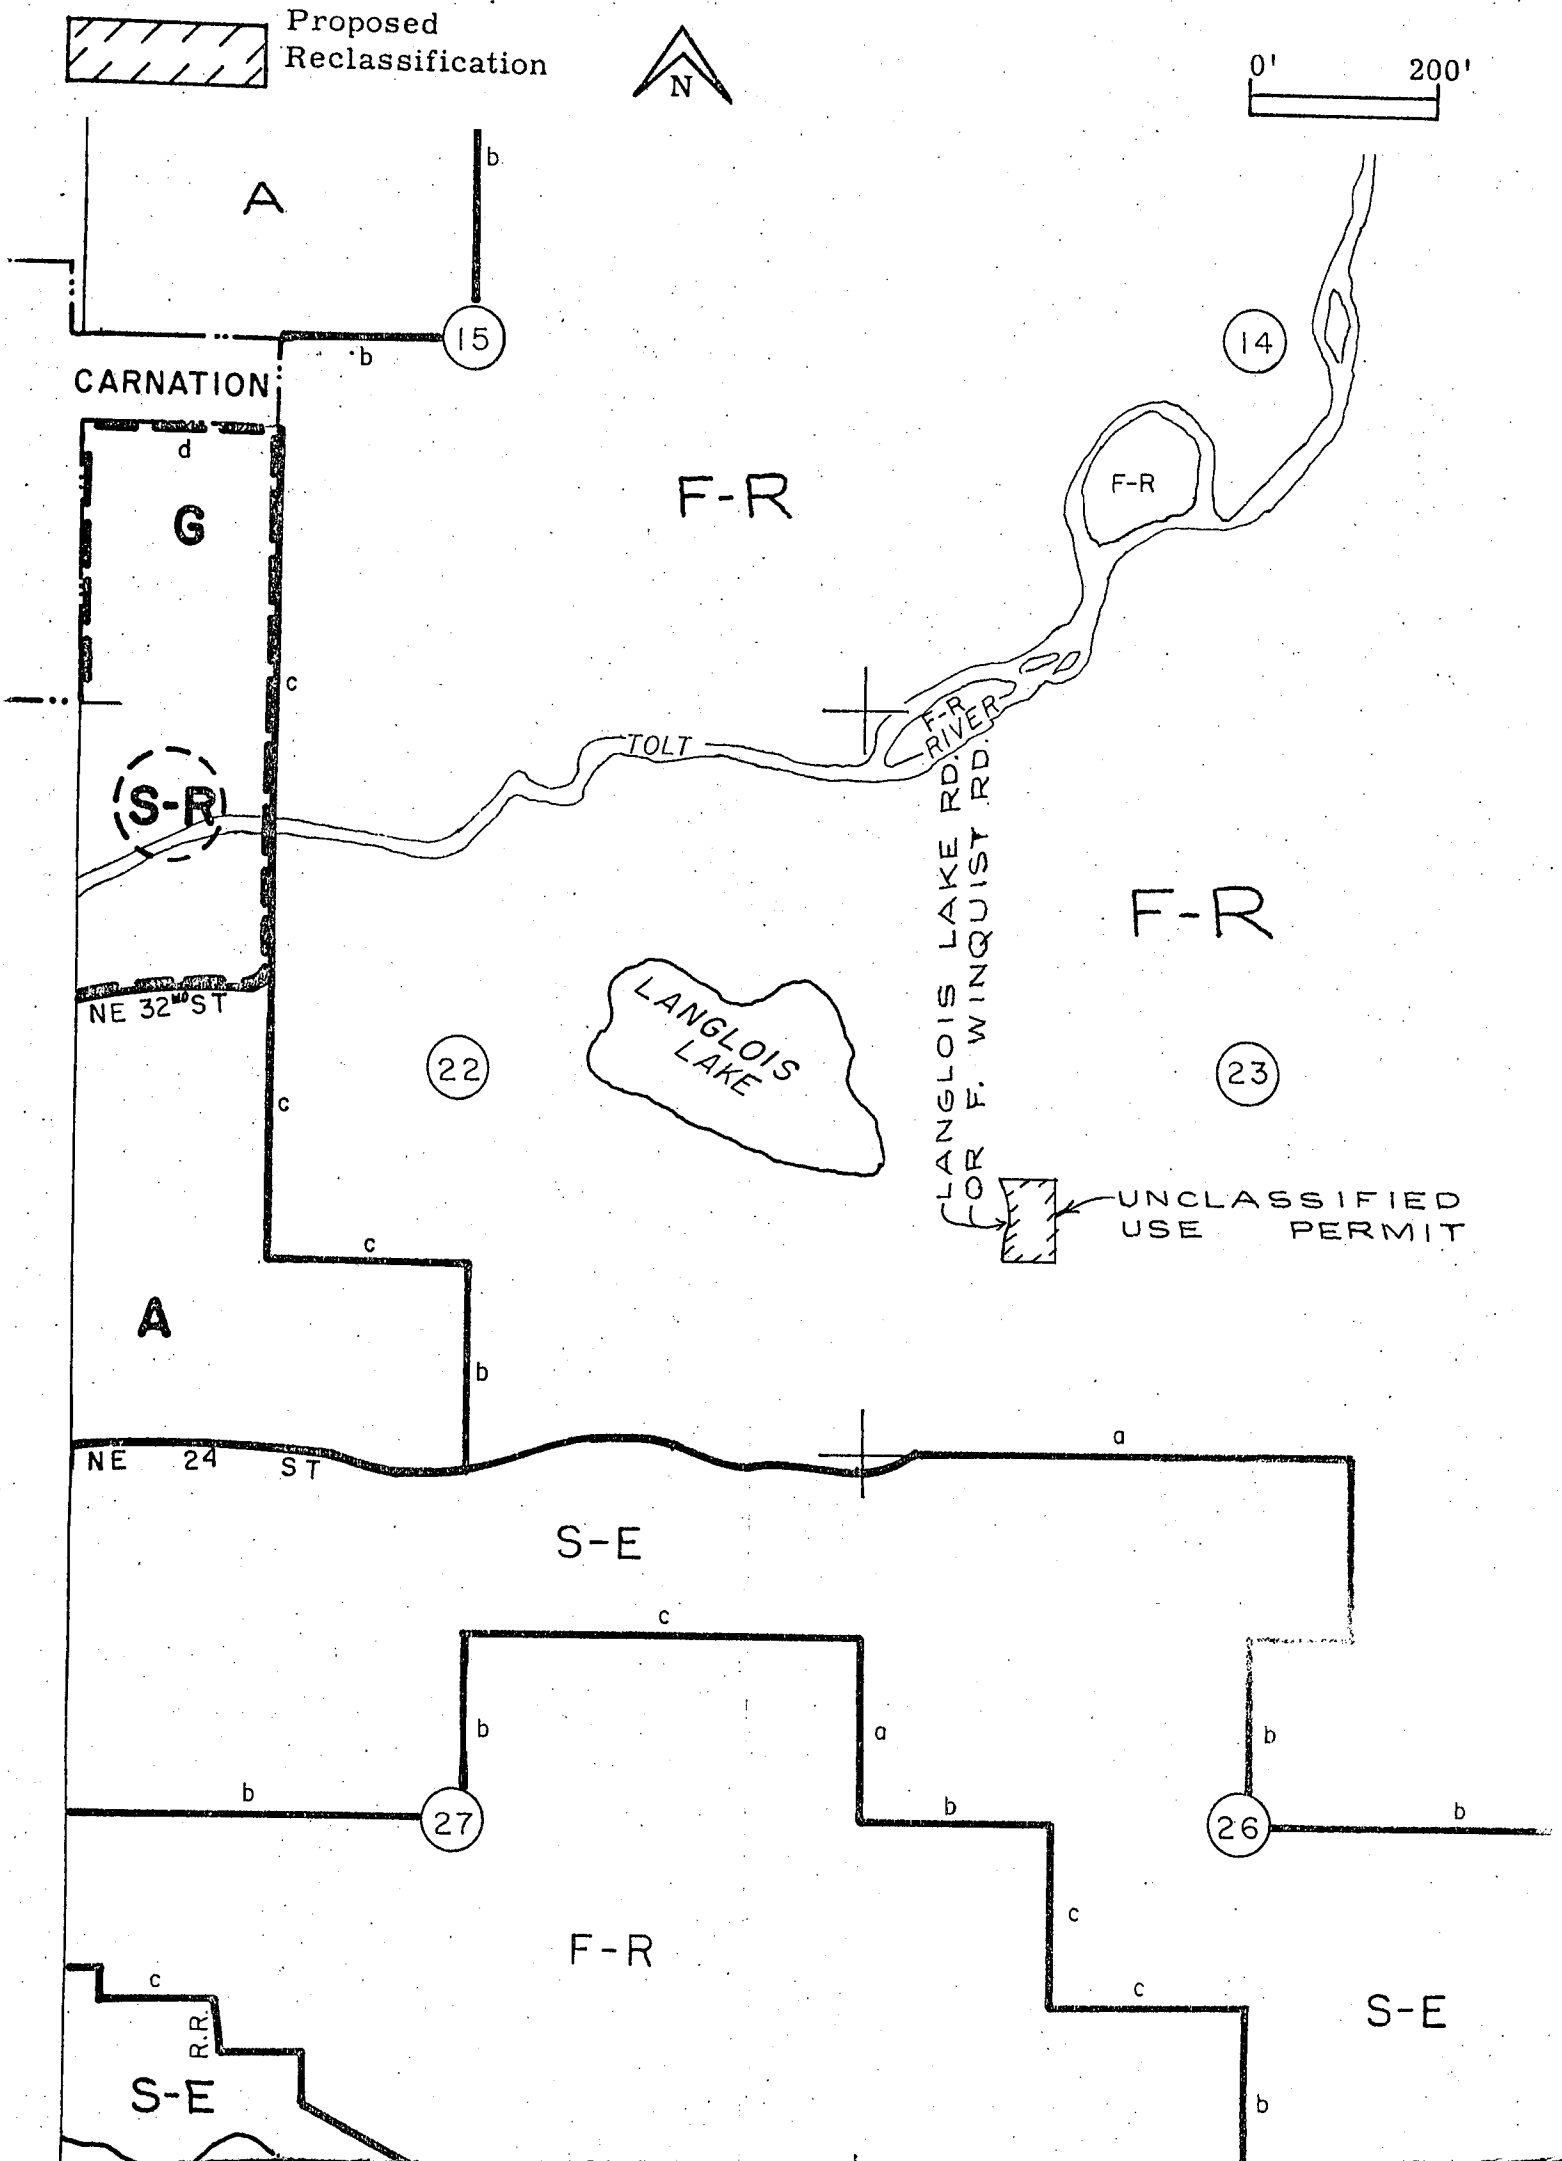 Proposed
Reclassification
N
0' 200'
b
A
15
b
14
CARNATION
d
G
F-R
F-R
c
F-R
RIVER
TOLT
S-R
LANGLOIS LAKE RD.
OR F. WINQUIST RD.
F-R
NE 32ND ST
LANGLOIS
LAKE
22
23
c
UNCLASSIFIED
USE PERMIT
c
A
b
a
NE 24 ST
S-E
c
b
a
b
b
b
b
27
26
c
F-R
c
c
R.R.
S-E
S-E
b